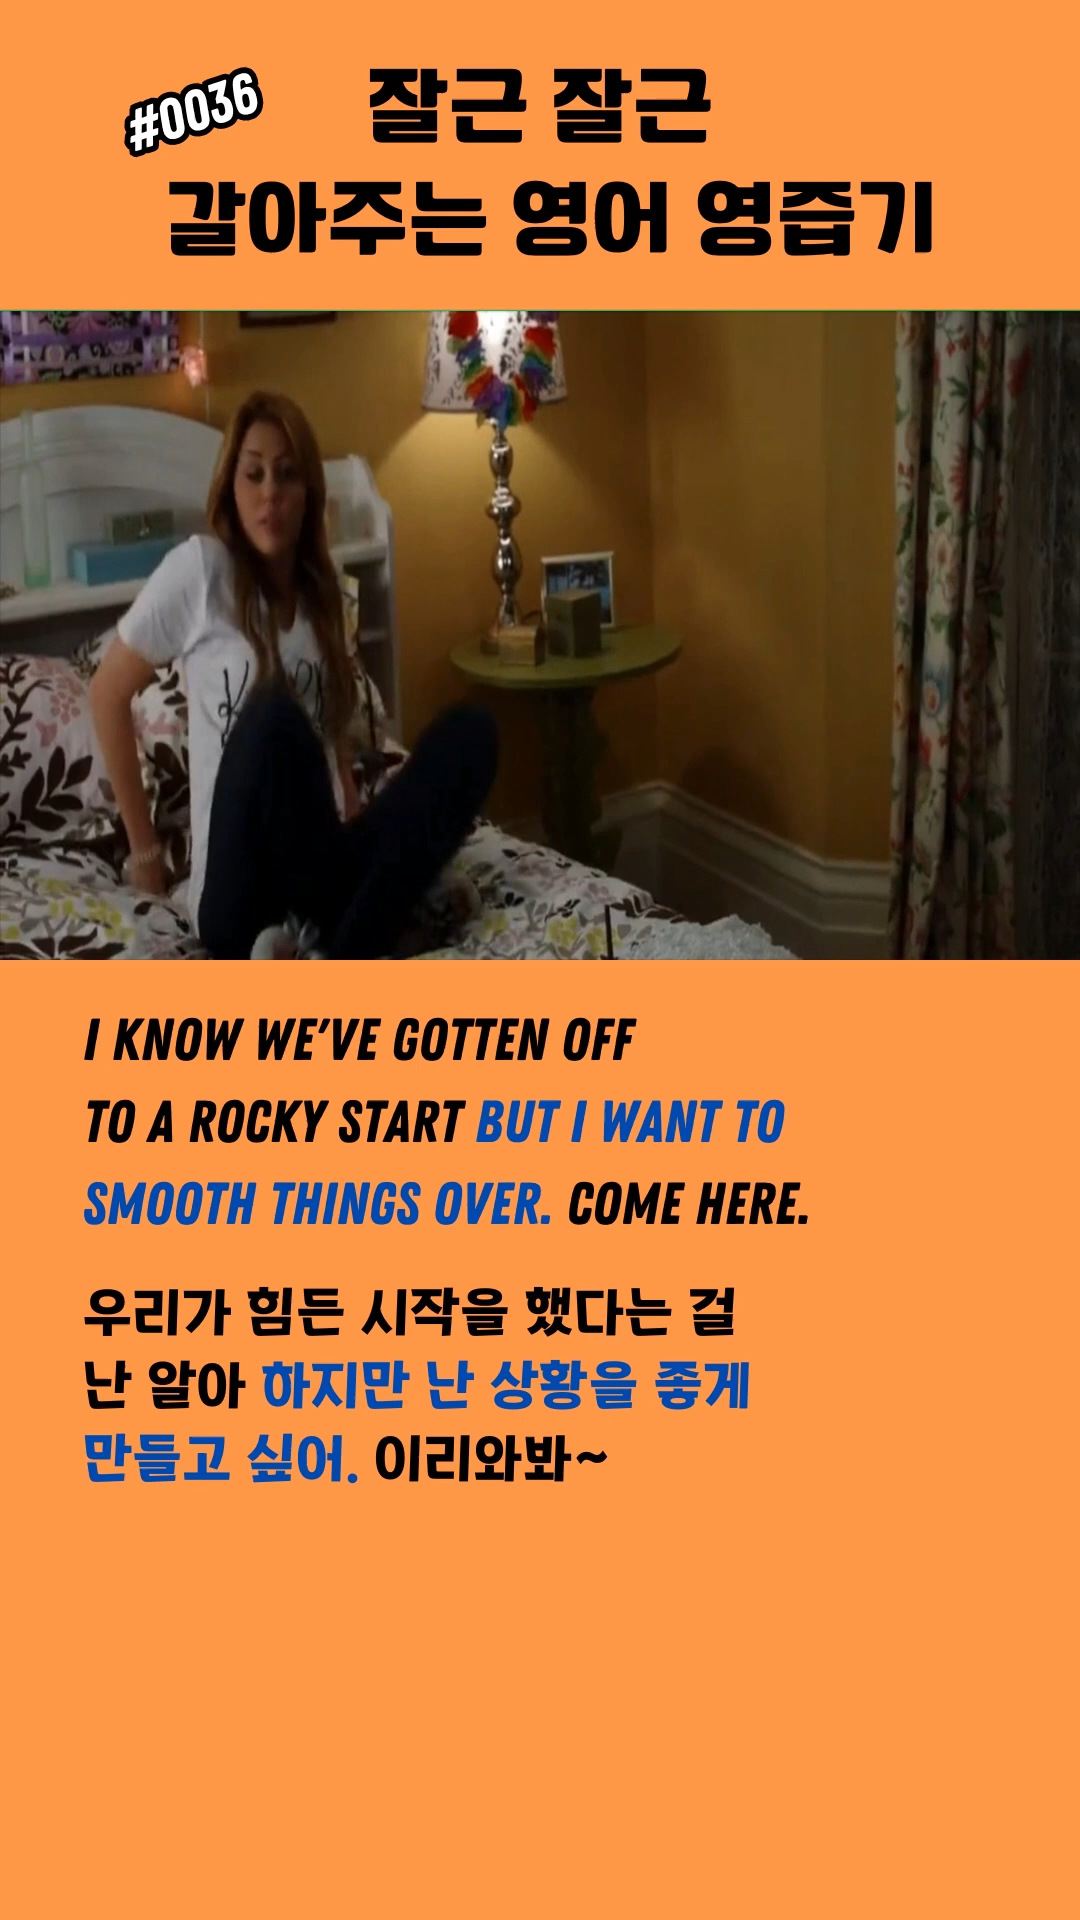 #0036
잘근 잘근
갈아주는 영어 영즙기
I KNOW WE'VE GOTTEN OFF
TO A ROCKY START BUT I WANT TO
SMOOTH THINGS OVER. COME HERE.
우리가 힘든 시작을 했다는 걸
난 알아 하지만 난 상황을 좋게
만들고 싶어. 이리와봐~